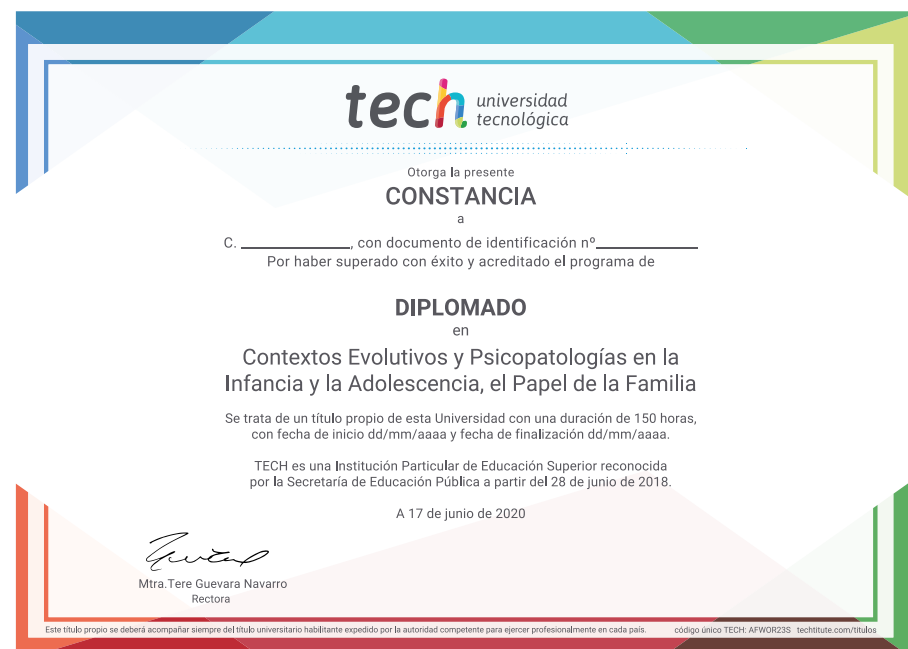 tech universidad
tecnológica
Otorga la presente
CONSTANCIA
a
C. ______________, con documento de identificación nº______________
Por haber superado con éxito y acreditado el programa de
DIPLOMADO
en
Contextos Evolutivos y Psicopatologías en la
Infancia y la Adolescencia, el Papel de la Familia
Se trata de un título propio de esta Universidad con una duración de 150 horas,
con fecha de inicio dd/mm/aaaa y fecha de finalización dd/mm/aaaa.
TECH es una Institución Particular de Educación Superior reconocida
por la Secretaría de Educación Pública a partir del 28 de junio de 2018.
A 17 de junio de 2020
Mtra.Tere Guevara Navarro
Rectora
Este título propio se deberá acompañar siempre del título universitario habilitante expedido por la autoridad competente para ejercer profesionalmente en cada país. código único TECH: AFWOR23S techtitute.com/titulos